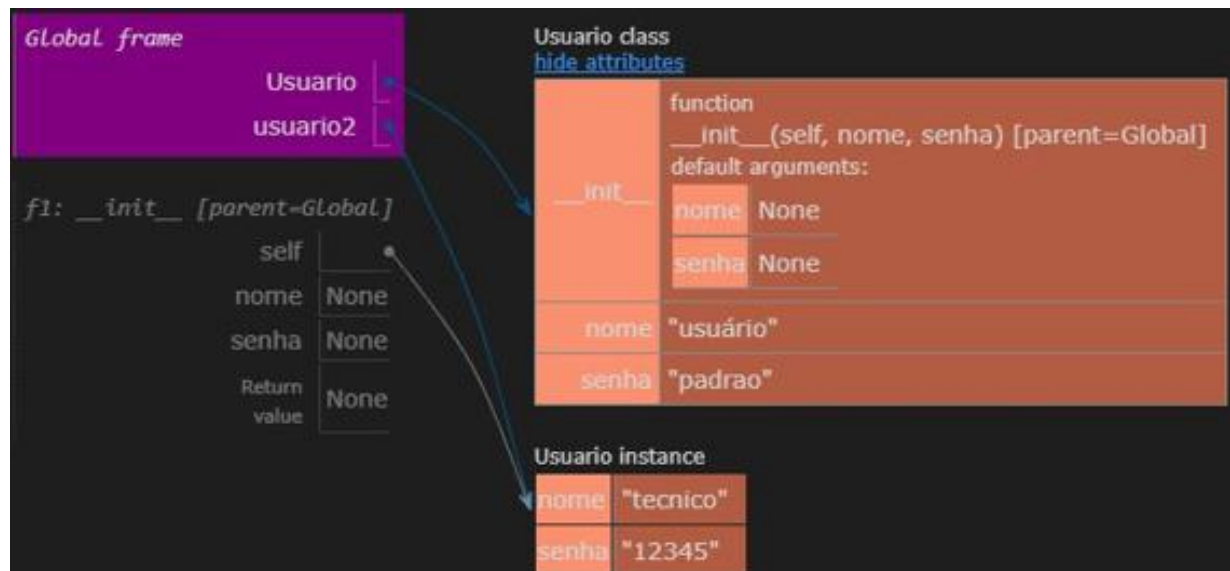 Global frame
Usuario
usuario2
f1: __init__ [parent=Global]
self
nome None
senha None
Return
value None
Usuario class
hide attributes
__init__
function
__init__(self, nome, senha) [parent=Global]
default arguments:
nome None
senha None
nome "usuário"
senha "padrao"
Usuario instance
nome "tecnico"
senha "12345"